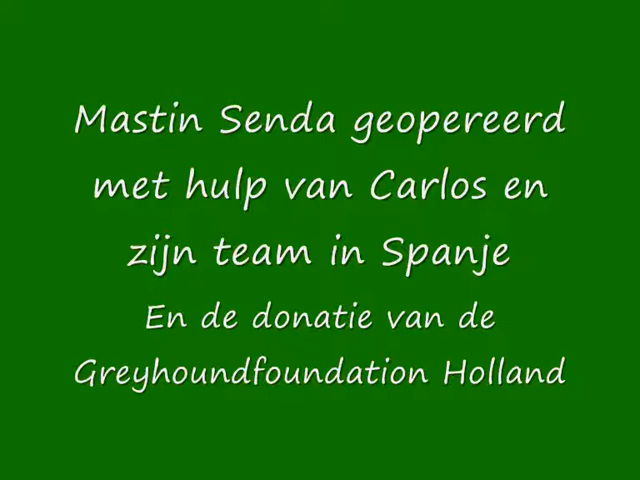 Mastin Senda geopereerd
met hulp van Carlos en
zijn team in Spanje
En de donatie van de
Greyhoundfoundation Holland